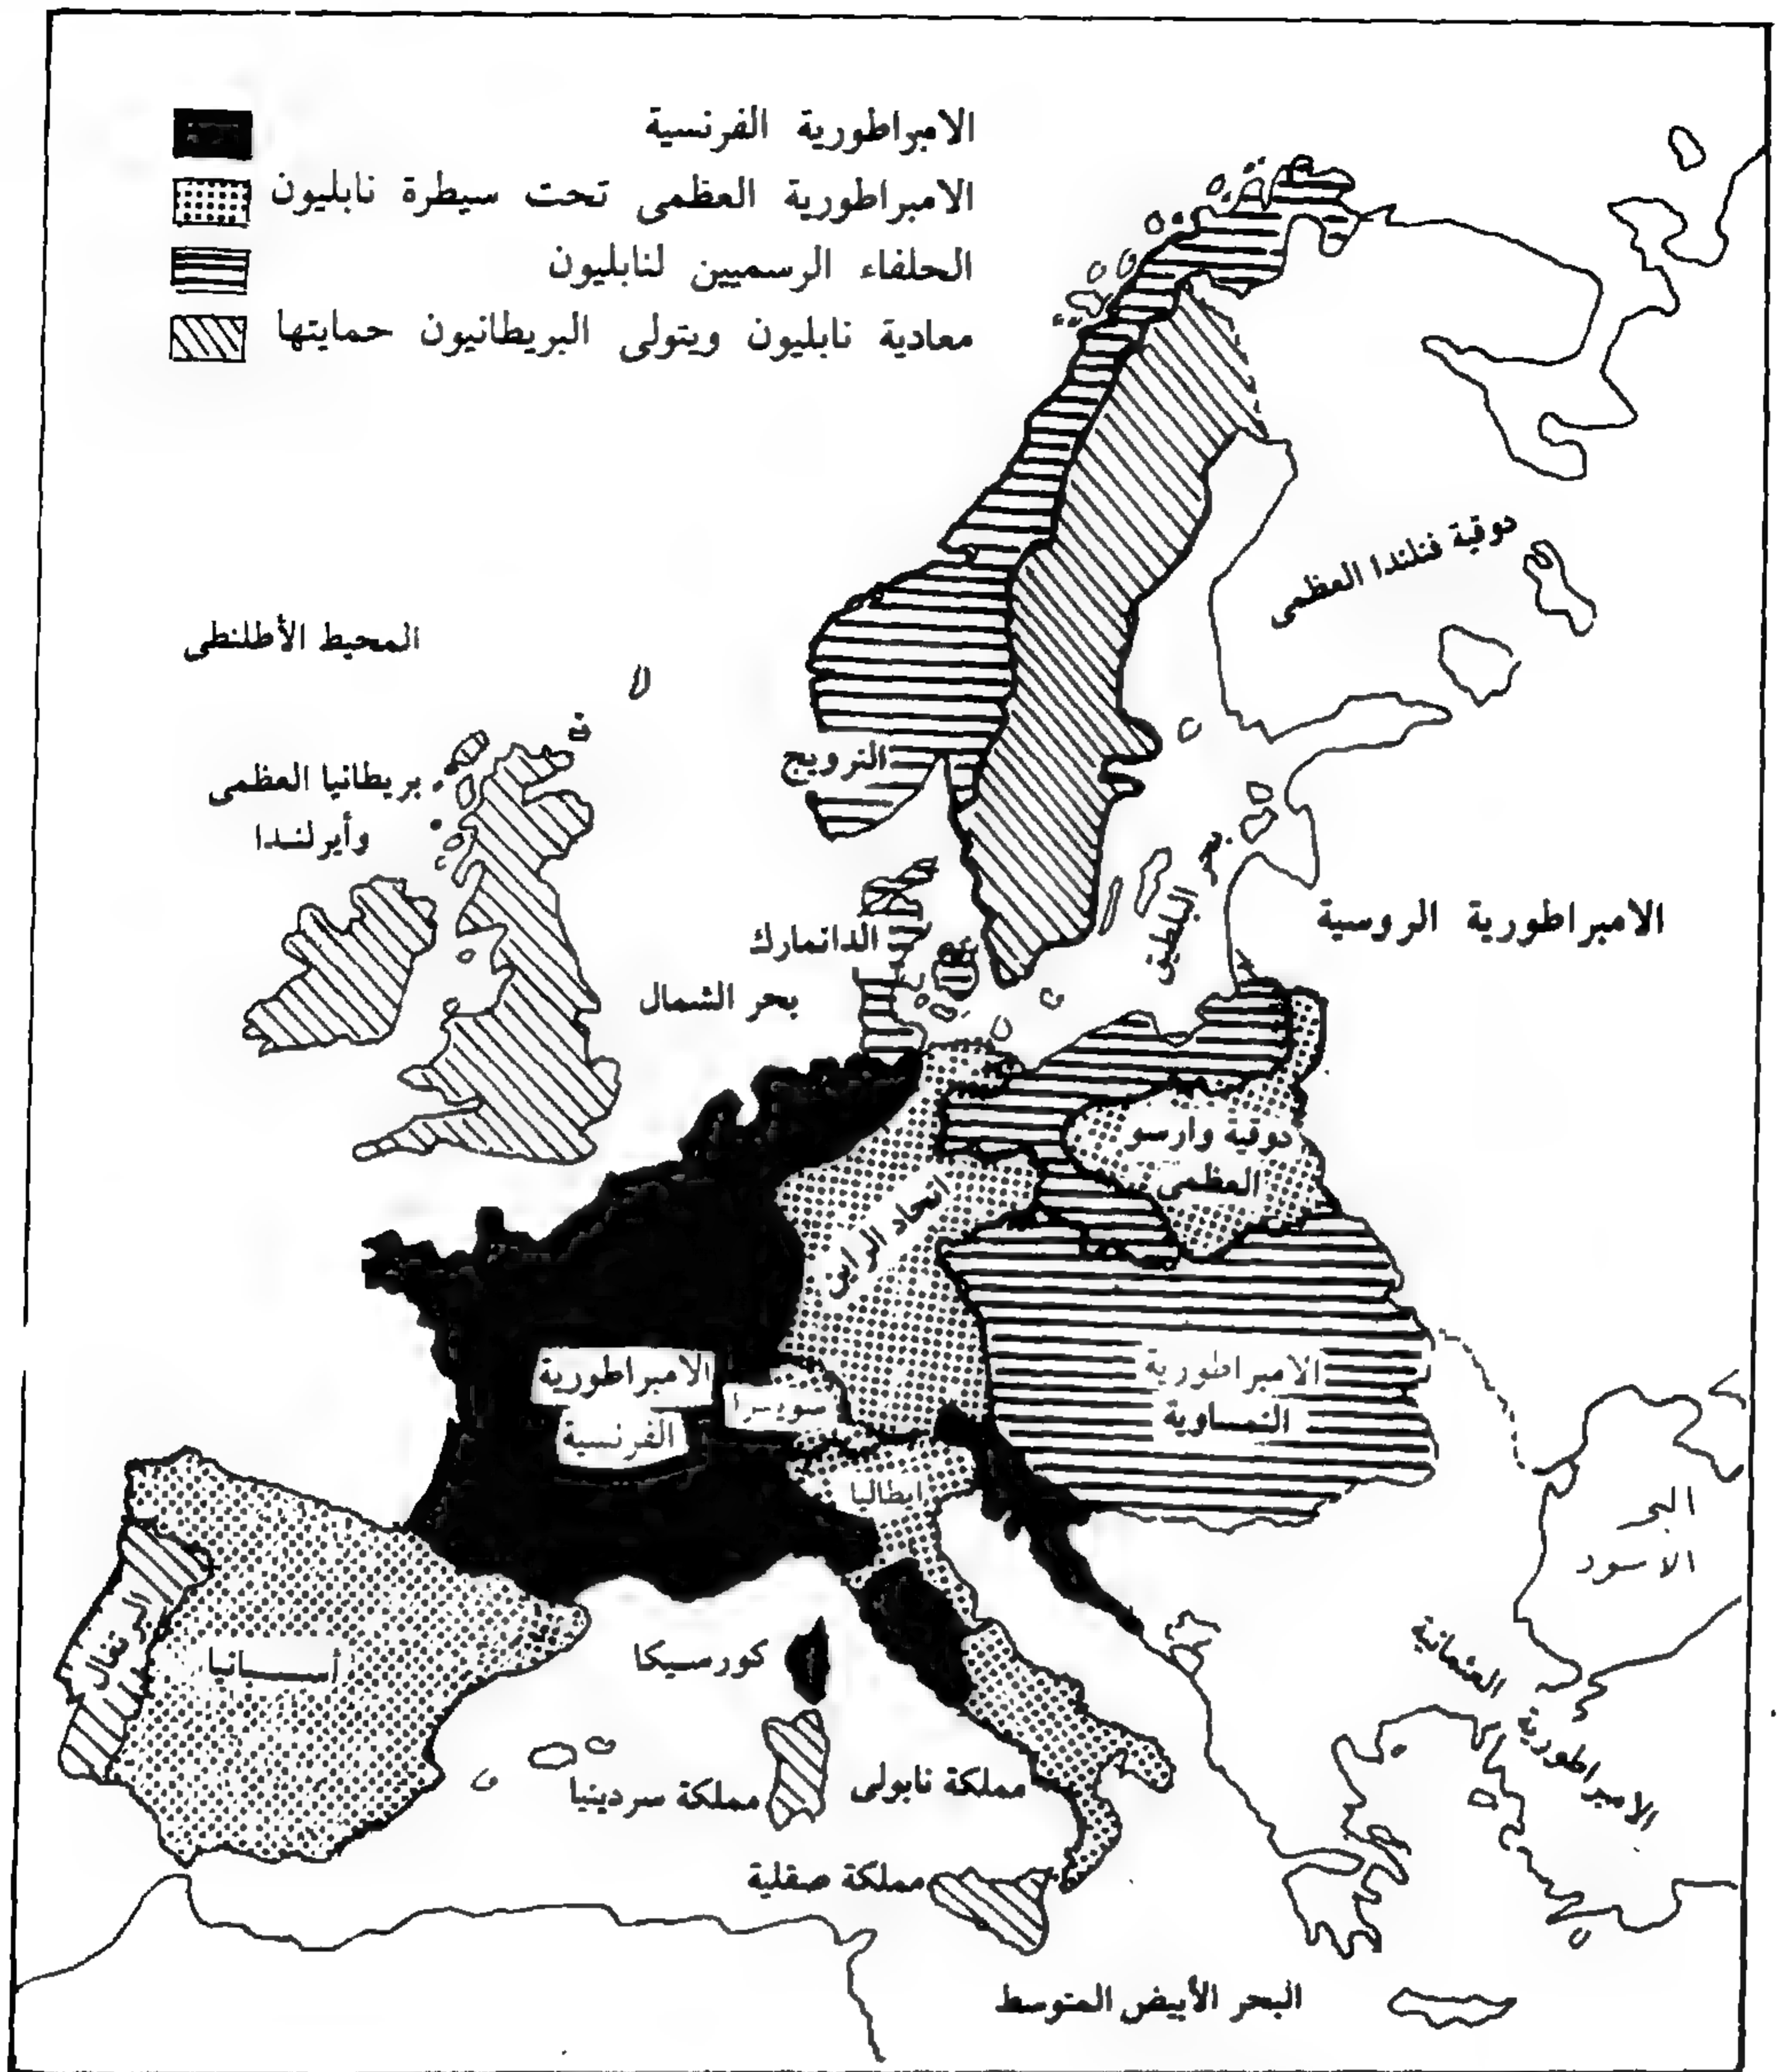 الامبراطورية الفرنسية
الامبراطورية العظمى تحت سيطرة نابليون
الحلفاء الرسميين لنابليون
معادية نابليون ويتولى البريطانيون حمايتها
دوقية فنلندا العظمى
المحيط الأطلنطى
النرويج
بريطانيا العظمى
وأيرلندا
بحر
البلطيق
الامبراطورية الروسية
الدانمارك
بحر الشمال
دوقية وارسو
العظمى
اتحاد الراين
الامبراطورية
الفرنسية
سويسرا
الامبراطورية
النمساوية
ايطاليا
البحر
الاسود
البرتغال
أسبانيا
كورسيكا
العثمانية
الامبراطورية
مملكة سردينيا
مملكة نابولى
مملكة صقلية
البحر الأبيض المتوسط